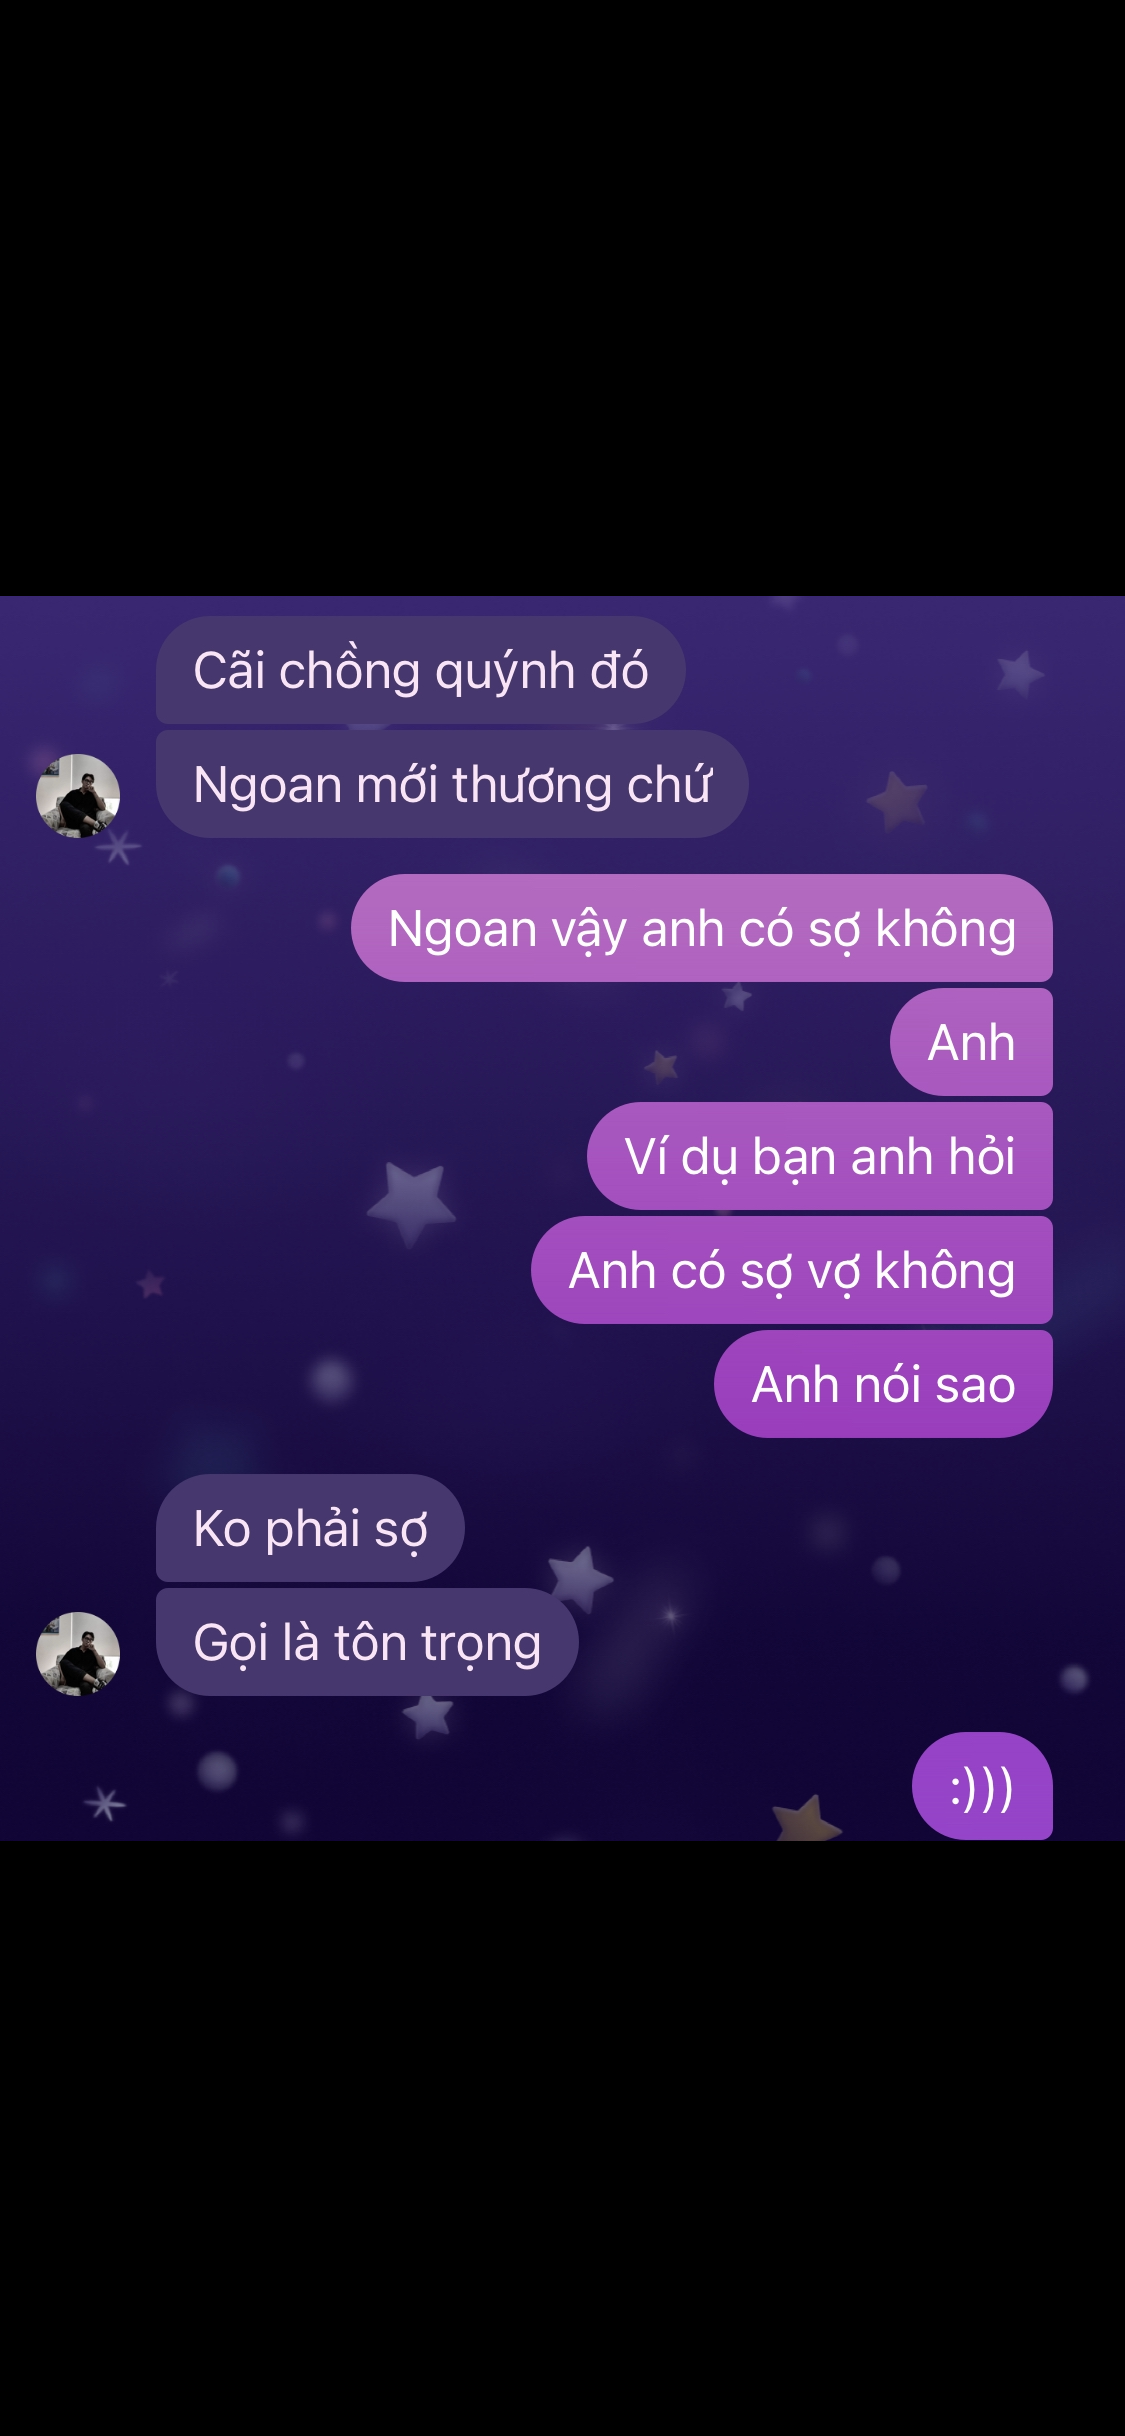 Cãi chồng quýnh đó
Ngoan mới thương chứ
Ngoan vậy anh có sợ không
Anh
Ví dụ bạn anh hỏi
Anh có sợ vợ không
Anh nói sao
Ko phải sợ
Gọi là tôn trọng
:)))